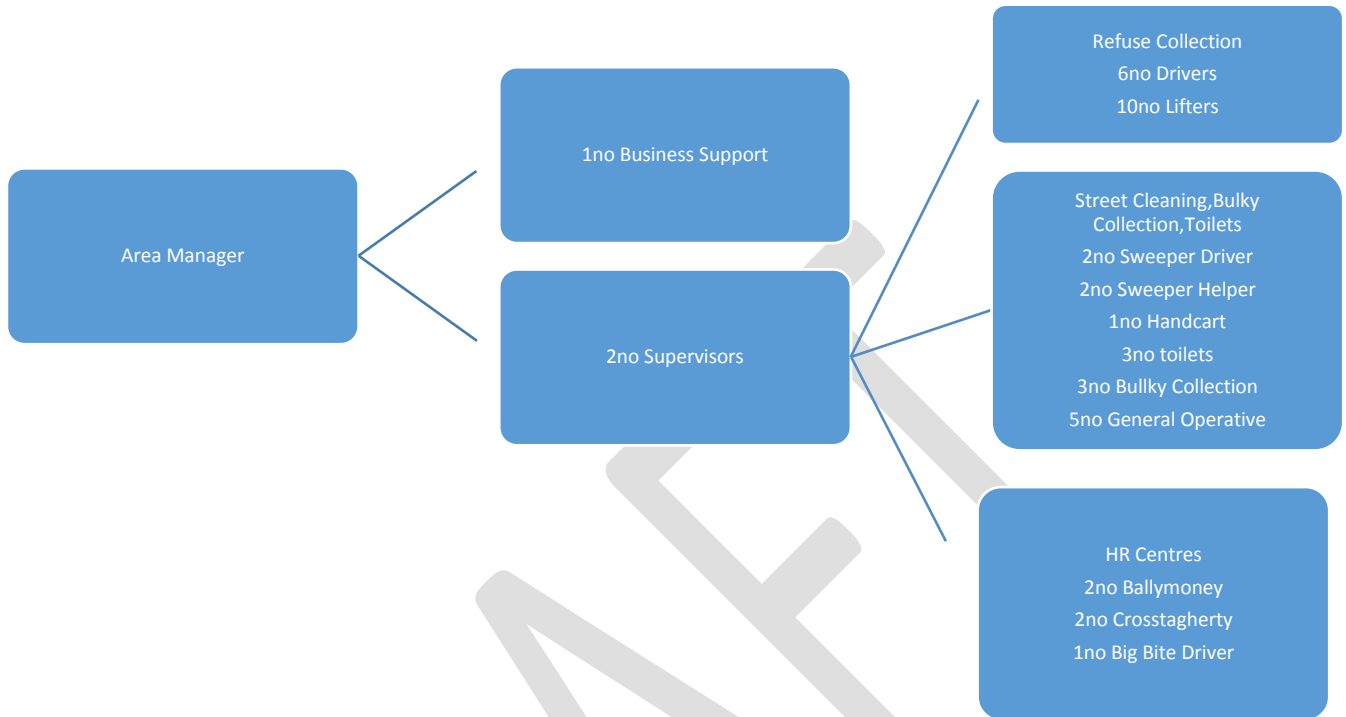 Area Manager
1no Business Support
2no Supervisors
Refuse Collection
6no Drivers
10no Lifters
Street Cleaning,Bulky
Collection,Toilets
2no Sweeper Driver
2no Sweeper Helper
1no Handcart
3no toilets
3no Bullky Collection
5no General Operative
HR Centres
2no Ballymoney
2no Crosstagherty
1no Big Bite Driver